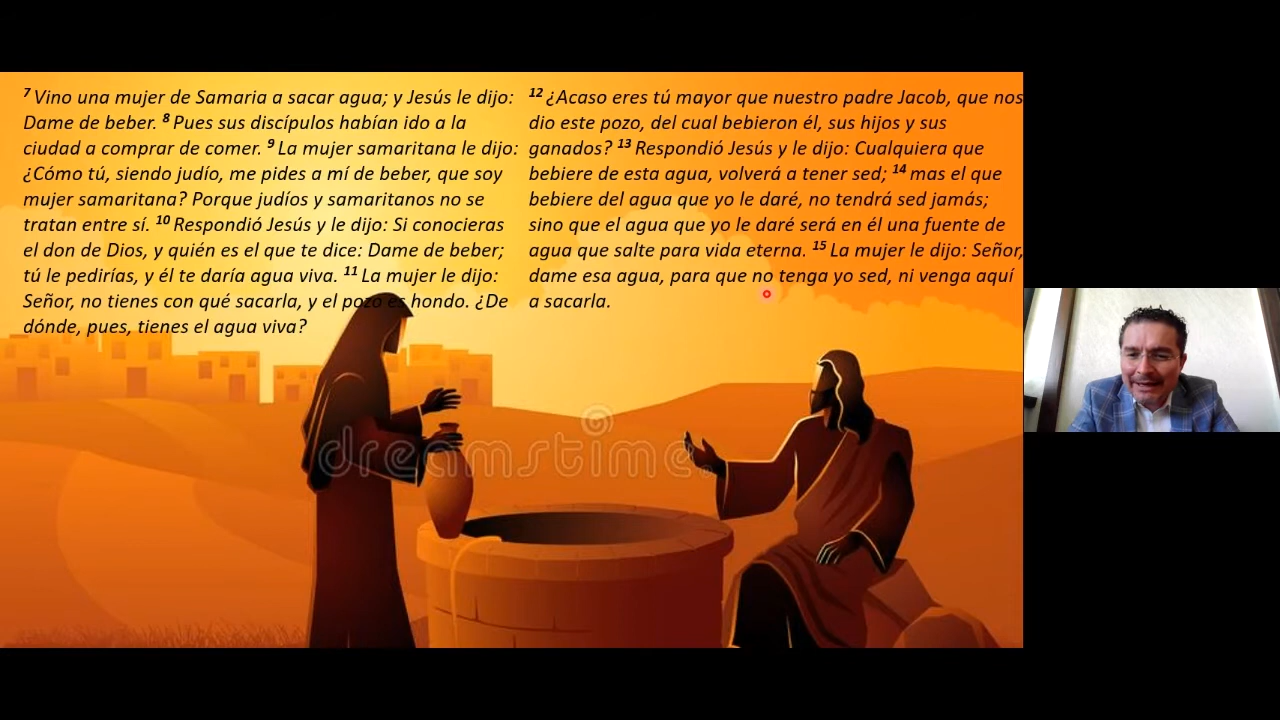 7 Vino una mujer de Samaria a sacar agua; y Jesús le dijo:
Dame de beber. 8 Pues sus discípulos habían ido a la
ciudad a comprar de comer. 9 La mujer samaritana le dijo:
¿Cómo tú, siendo judío, me pides a mí de beber, que soy
mujer samaritana? Porque judíos y samaritanos no se
tratan entre sí. 10 Respondió Jesús y le dijo: Si conocieras
el don de Dios, y quién es el que te dice: Dame de beber;
tú le pedirías, y él te daría agua viva. 11 La mujer le dijo:
Señor, no tienes con qué sacarla, y el pozo es hondo. ¿De
dónde, pues, tienes el agua viva?
12 ¿Acaso eres tú mayor que nuestro padre Jacob, que nos
dio este pozo, del cual bebieron él, sus hijos y sus
ganados? 13 Respondió Jesús y le dijo: Cualquiera que
bebiere de esta agua, volverá a tener sed; 14 mas el que
bebiere del agua que yo le daré, no tendrá sed jamás;
sino que el agua que yo le daré será en él una fuente de
agua que salte para vida eterna. 15 La mujer le dijo: Señor,
dame esa agua, para que no tenga yo sed, ni venga aquí
a sacarla.
dreamstime.